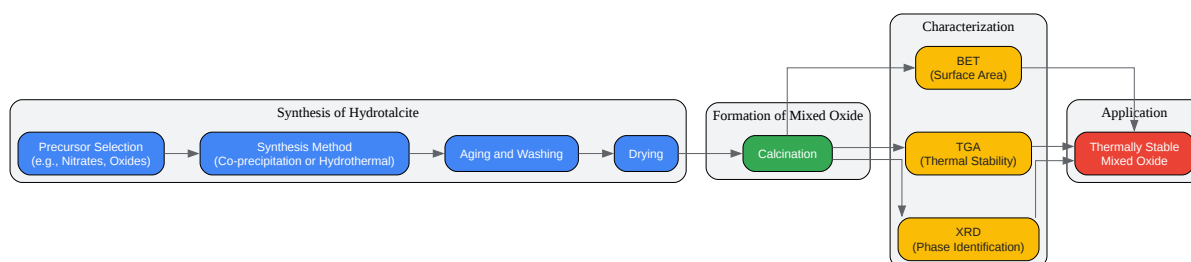 Synthesis of Hydrotalcite
Precursor Selection
(e.g., Nitrates, Oxides)
Synthesis Method
(Co-precipitation or Hydrothermal)
Aging and Washing
Drying
Formation of Mixed Oxide
Calcination
Characterization
BET
(Surface Area)
TGA
(Thermal Stability)
XRD
(Phase Identification)
Application
Thermally Stable
Mixed Oxide